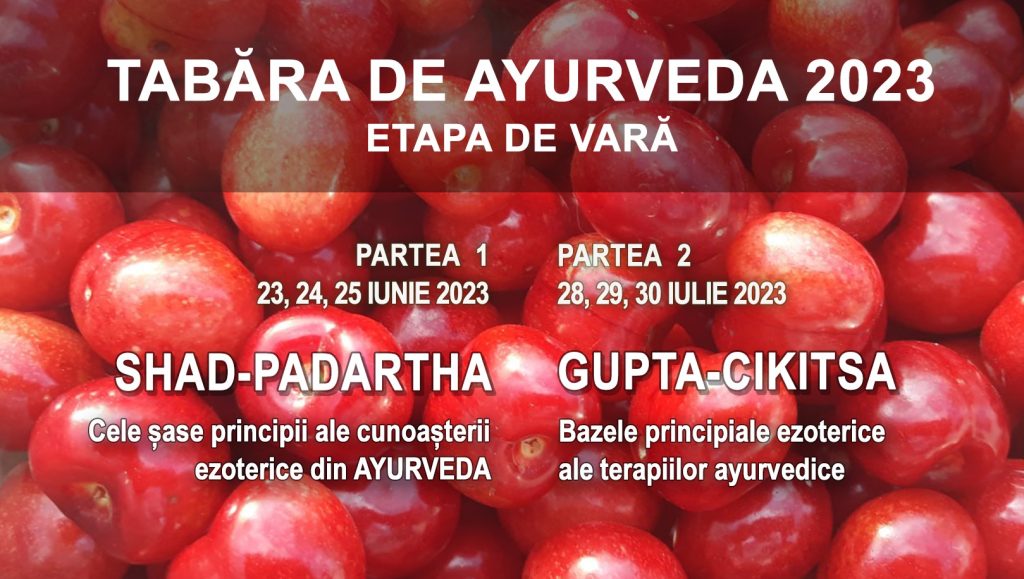 TABĂRA DE AYURVEDA 2023
ETAPA DE VARĂ
PARTEA 1
23, 24, 25 IUNIE 2023
SHAD-PADARTHA
Cele șase principii ale cunoașterii
ezoterice din AYURVEDA
PARTEA 2
28, 29, 30 IULIE 2023
GUPTA-CIKITSA
Bazele principiale ezoterice
ale terapiilor ayurvedice